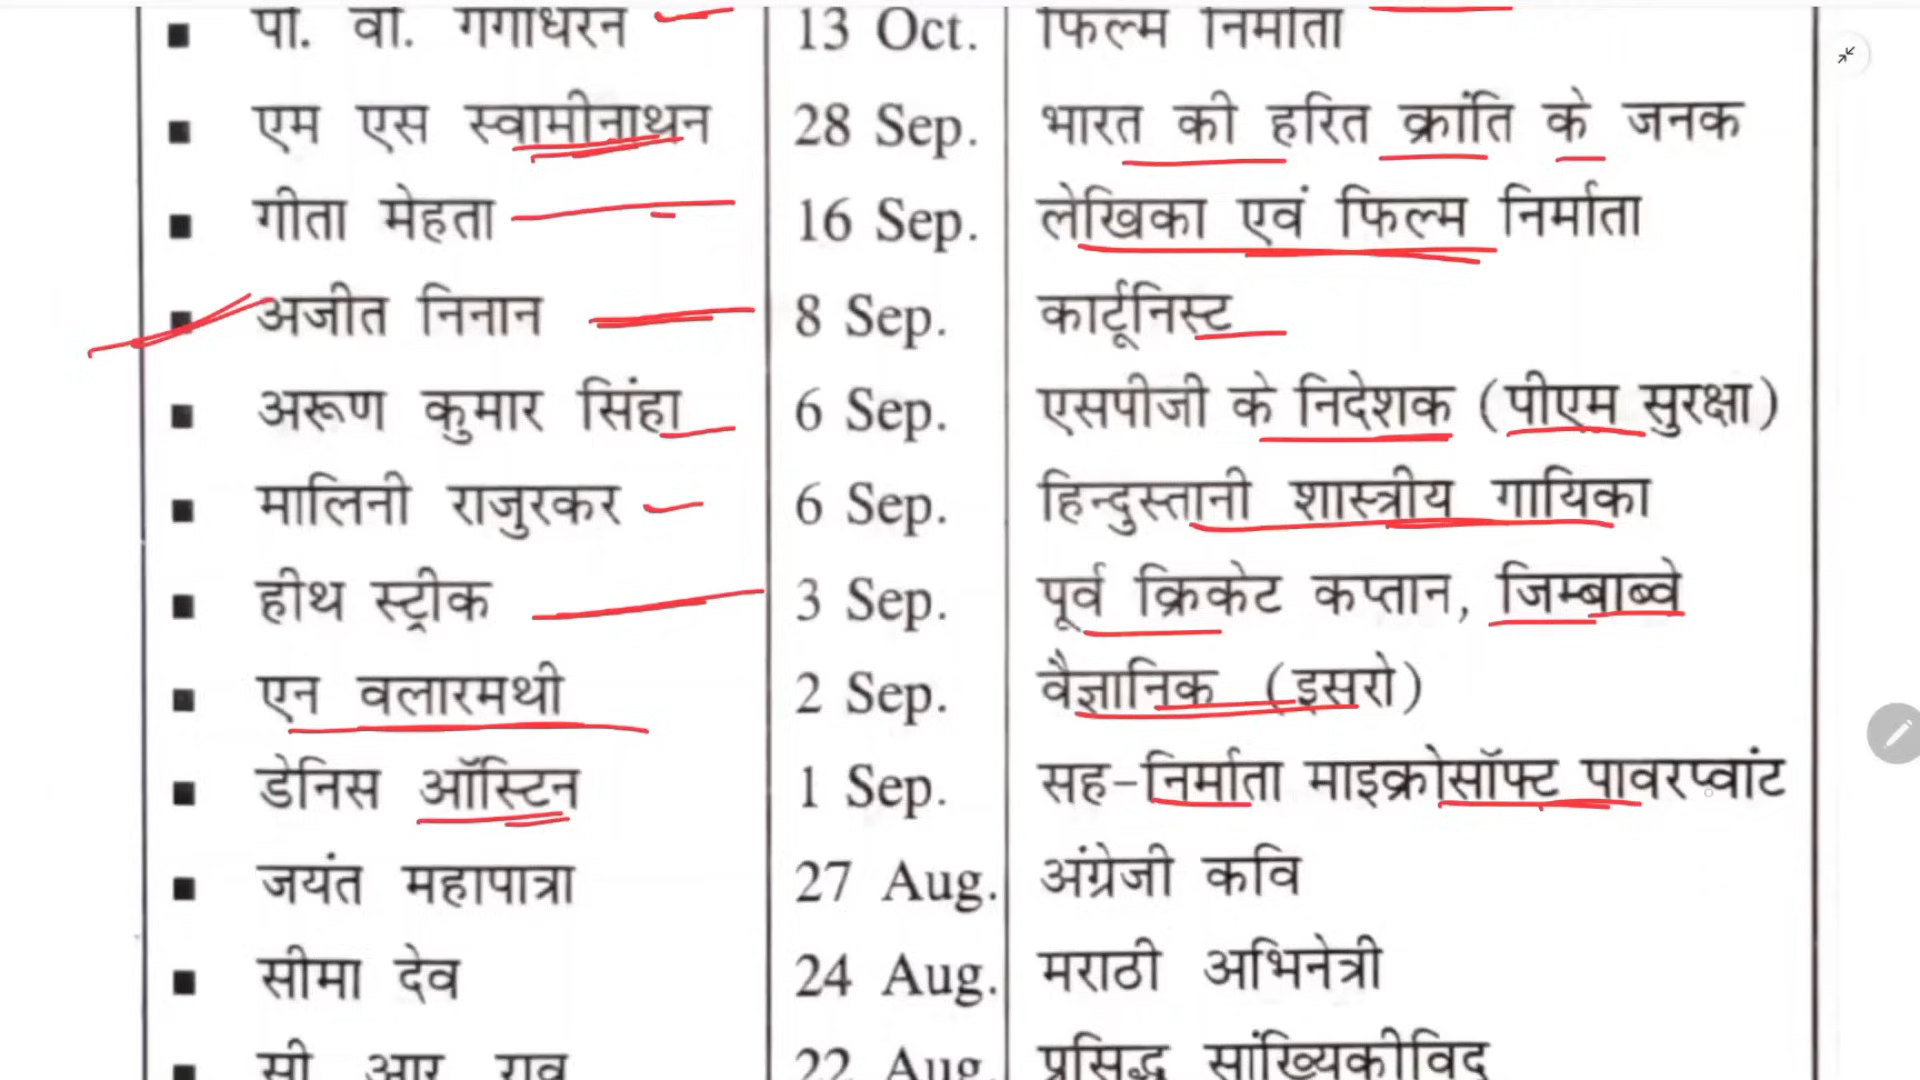 ▪ पी. वी. गंगाधरन 13 Oct. फिल्म निर्माता
▪ एम एस स्वामीनाथन 28 Sep. भारत की हरित क्रांति के जनक
▪ गीता मेहता 16 Sep. लेखिका एवं फिल्म निर्माता
▪ अजीत निनान 8 Sep. कार्टूनिस्ट
▪ अरूण कुमार सिंहा 6 Sep. एसपीजी के निदेशक (पीएम सुरक्षा)
▪ मालिनी राजुरकर 6 Sep. हिन्दुस्तानी शास्त्रीय गायिका
▪ हीथ स्ट्रीक 3 Sep. पूर्व क्रिकेट कप्तान, जिम्बाब्वे
▪ एन वलारमथी 2 Sep. वैज्ञानिक (इसरो)
▪ डेनिस ऑस्टिन 1 Sep. सह-निर्माता माइक्रोसॉफ्ट पावरप्वांट
▪ जयंत महापात्रा 27 Aug. अंग्रेजी कवि
▪ सीमा देव 24 Aug. मराठी अभिनेत्री
▪ सी आर राव 22 Aug. प्रसिद्ध सांख्यिकीविद्